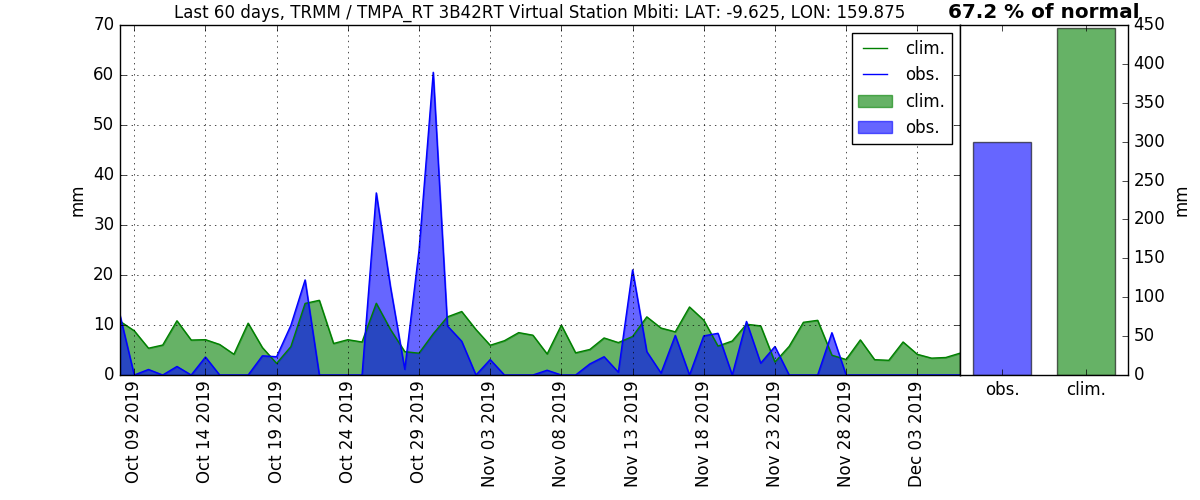 Last 60 days, TRMM / TMPA_RT 3B42RT Virtual Station Mbiti: LAT: -9.625, LON: 159.875
67.2 % of normal
70
60
50
40
30
20
10
0
mm
clim.
obs.
clim.
obs.
Oct 09 2019
Oct 14 2019
Oct 19 2019
Oct 24 2019
Oct 29 2019
Nov 03 2019
Nov 08 2019
Nov 13 2019
Nov 18 2019
Nov 23 2019
Nov 28 2019
Dec 03 2019
450
400
350
300
250
200
150
100
50
0
mm
obs.
clim.